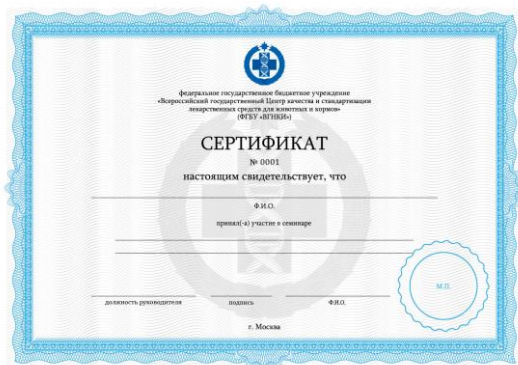 федеральное государственное бюджетное учреждение
«Всероссийский государственный Центр качества и стандартизации
лекарственных средств для животных и кормов»
(ФГБУ «ВГНКИ»)
СЕРТИФИКАТ
№ 0001
настоящим свидетельствует, что
Ф.И.О.
принял(-а) участие в семинаре
М.П.
должность руководителя подпись Ф.И.О.
г. Москва